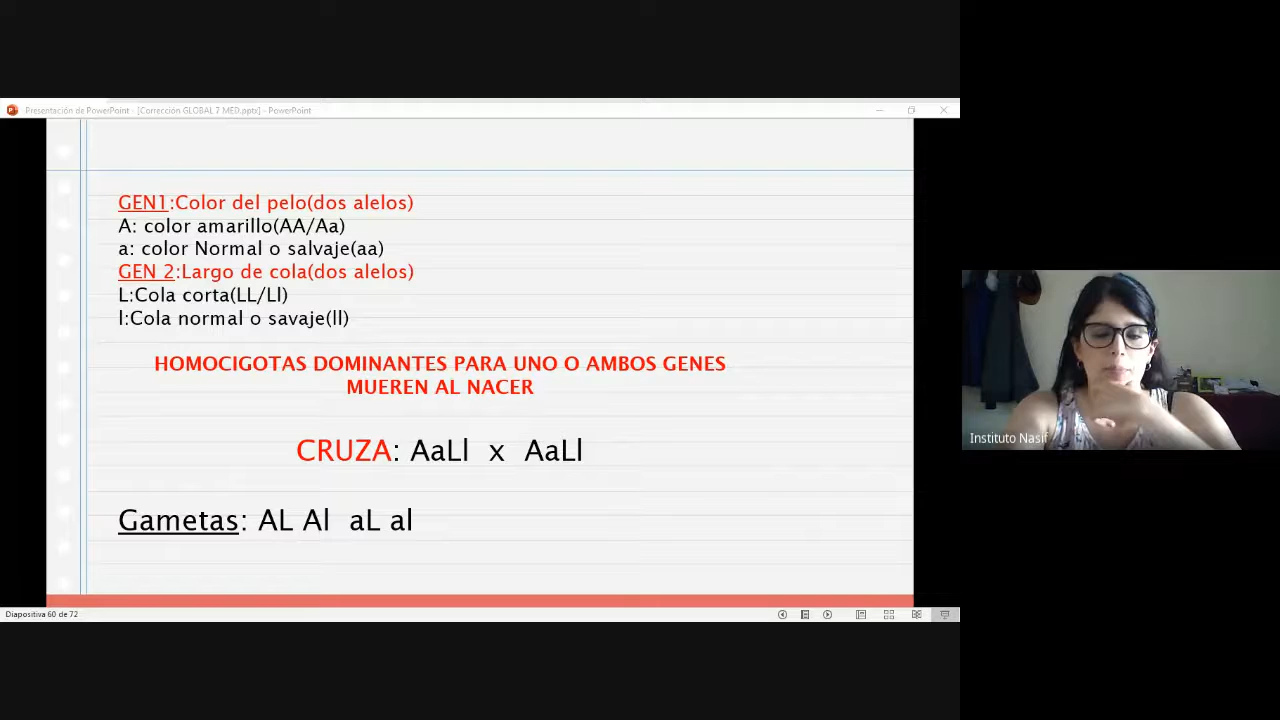 Presentación de PowerPoint - [Corrección GLOBAL 7 MED.pptx] - PowerPoint
GEN1:Color del pelo(dos alelos)
A: color amarillo(AA/Aa)
a: color Normal o salvaje(aa)
GEN 2:Largo de cola(dos alelos)
L:Cola corta(LL/Ll)
l:Cola normal o savaje(ll)
HOMOCIGOTAS DOMINANTES PARA UNO O AMBOS GENES
MUEREN AL NACER
CRUZA: AaLl x AaLl
Gametas: AL Al aL al
Diapositiva 60 de 72
Instituto Nasif